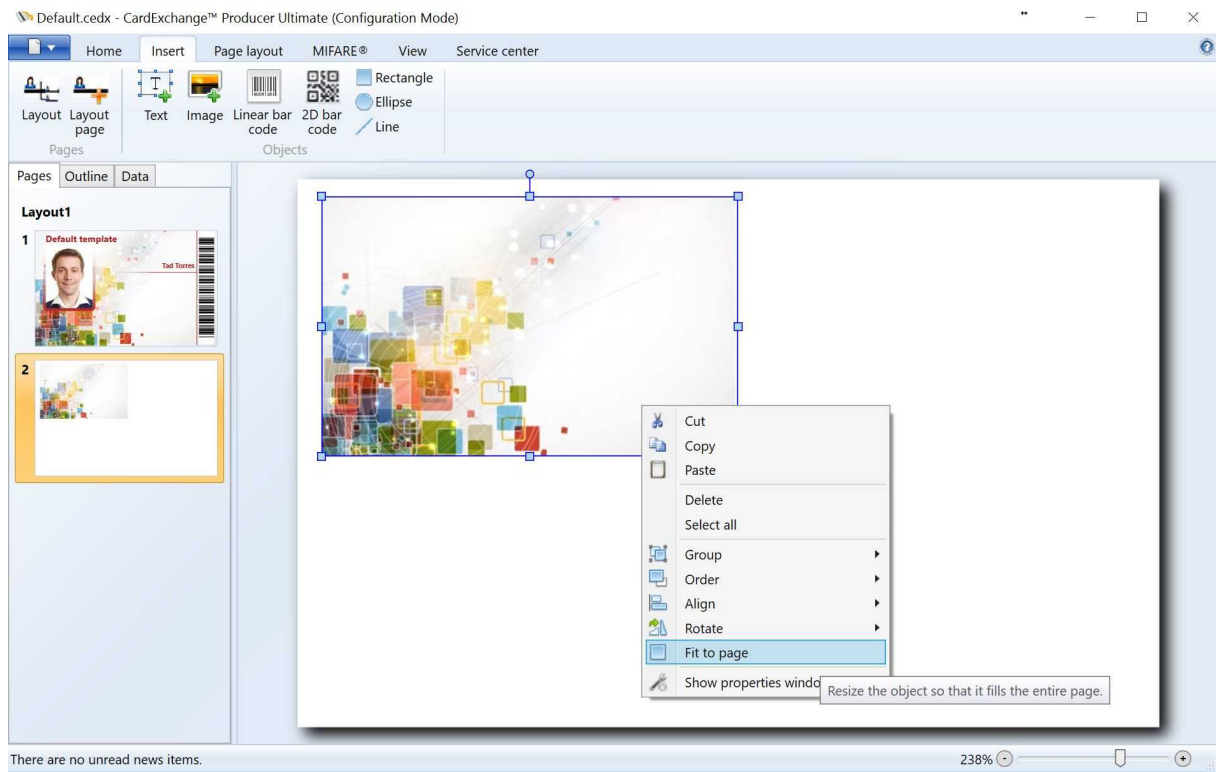 Default.cedx - CardExchange™ Producer Ultimate (Configuration Mode)
Home Insert Page layout MIFARE® View Service center
Layout Layout page
Text Image Linear bar code 2D bar code
Rectangle
Ellipse
Line
Pages Objects
Pages Outline Data
Layout1
1
Default template
Tad Torres
2
Cut
Copy
Paste
Delete
Select all
Group
Order
Align
Rotate
Fit to page
Show properties windo
Resize the object so that it fills the entire page.
There are no unread news items.
238%